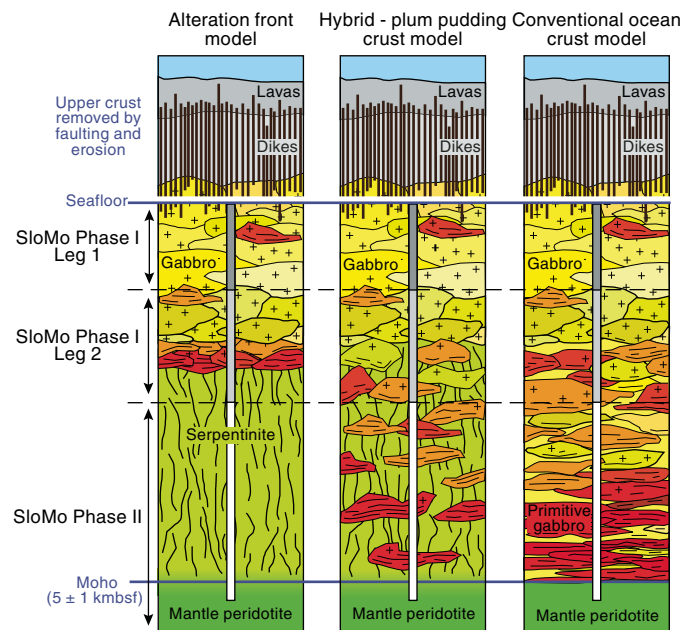 Alteration front
model
Hybrid - plum pudding
crust model
Conventional ocean
crust model
Upper crust
removed by
faulting and
erosion
Lavas
Dikes
Lavas
Dikes
Lavas
Dikes
Seafloor
SloMo Phase I
Leg 1
Gabbro
Gabbro
Gabbro
SloMo Phase I
Leg 2
Serpentinite
SloMo Phase II
Primitive
gabbro
Moho
(5 ± 1 kmbsf)
Mantle peridotite
Mantle peridotite
Mantle peridotite